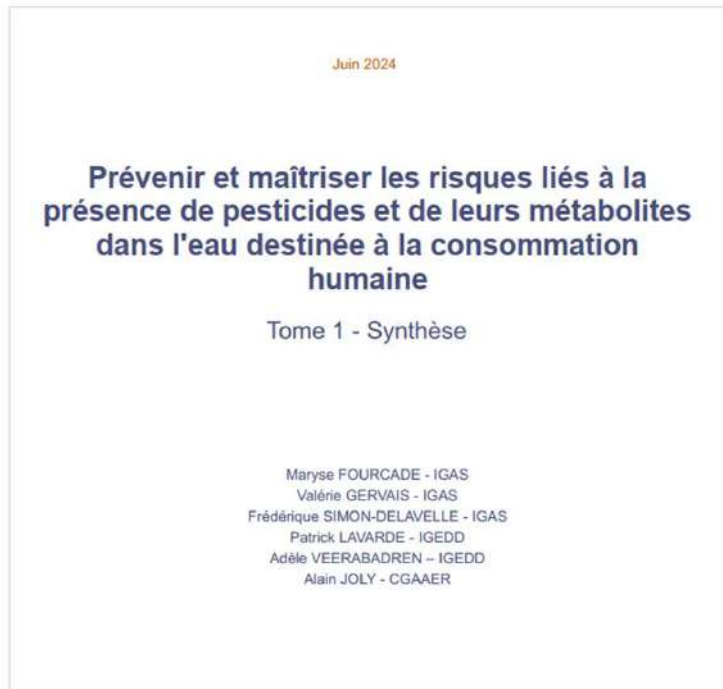 Juin 2024
Prévenir et maîtriser les risques liés à la
présence de pesticides et de leurs métabolites
dans l'eau destinée à la consommation
humaine
Tome 1 - Synthèse
Maryse FOURCADE - IGAS
Valérie GERVAIS - IGAS
Frédérique SIMON-DELAVELLE - IGAS
Patrick LAVARDE - IGEDD
Adèle VEERABADREN – IGEDD
Alain JOLY - CGAAER